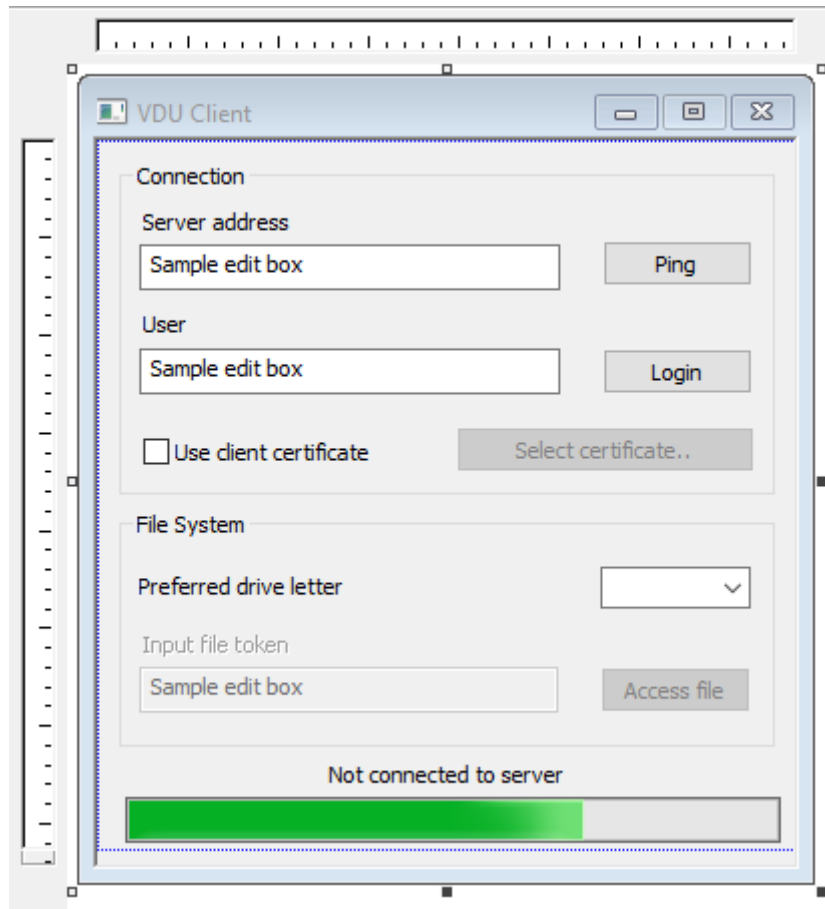 VDU Client
Connection
Server address
Sample edit box
Ping
User
Sample edit box
Login
Use client certificate
Select certificate..
File System
Preferred drive letter
Input file token
Sample edit box
Access file
Not connected to server